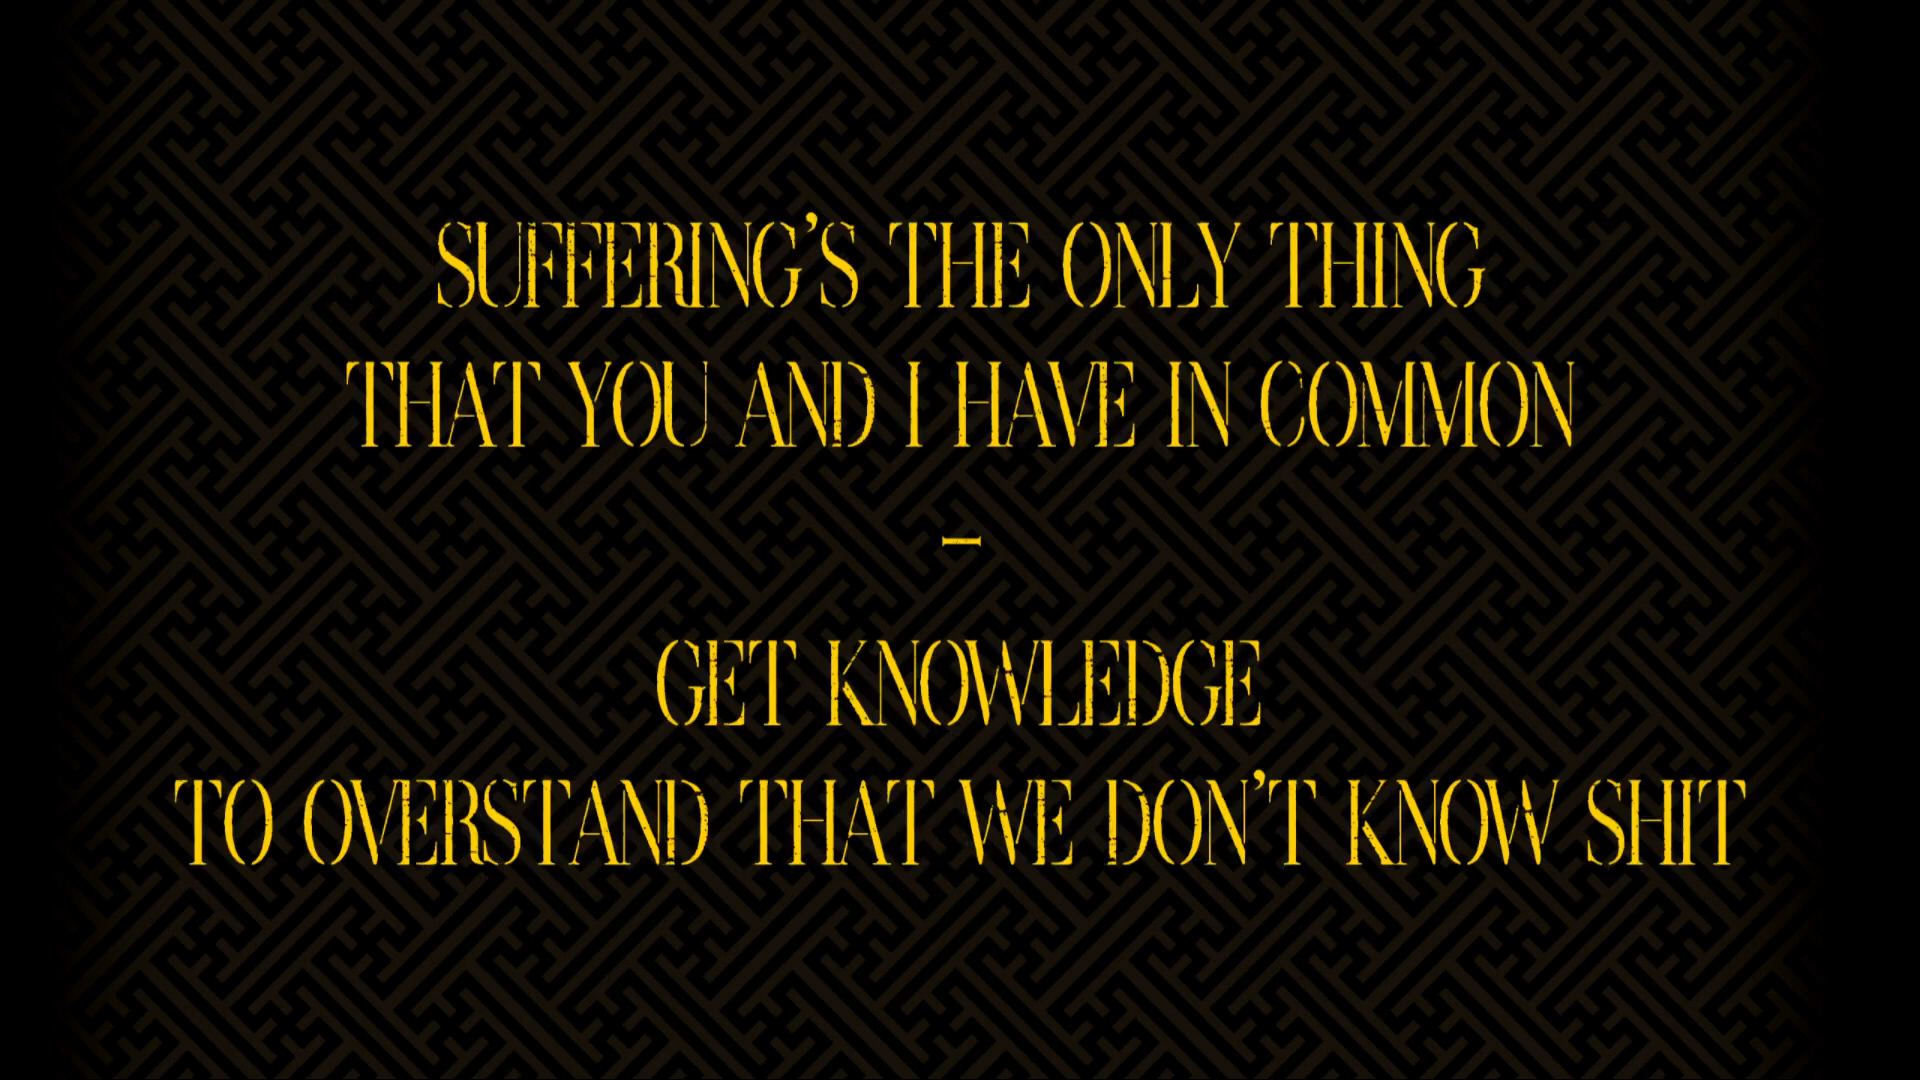 SUFFERING'S THE ONLY THING
THAT YOU AND I HAVE IN COMMON
–
GET KNOWLEDGE
TO OVERSTAND THAT WE DON'T KNOW SHIT